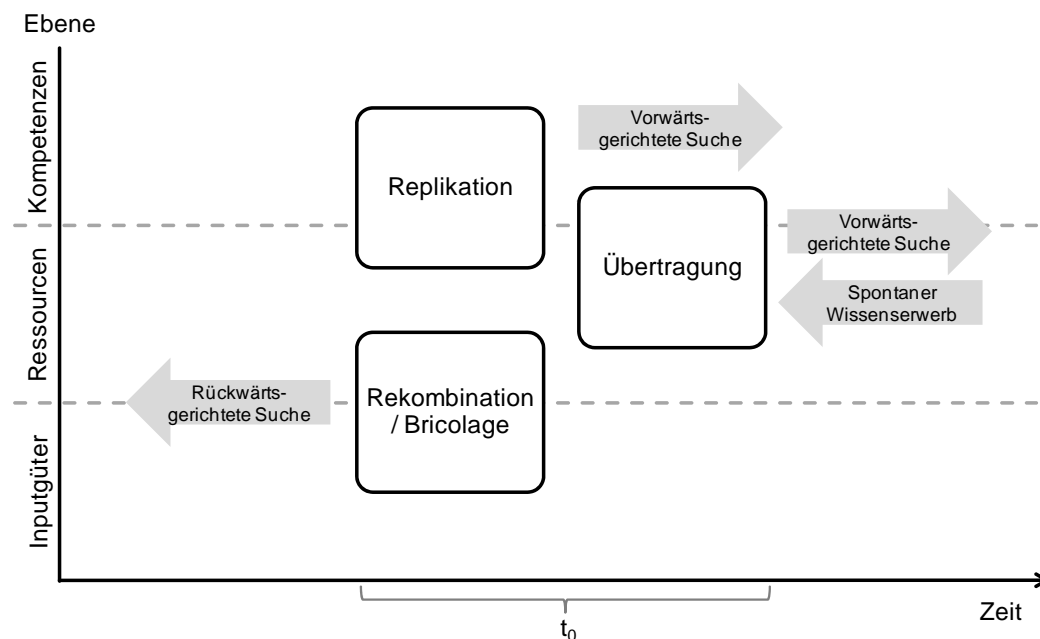 Ebene
Kompetenzen
Ressourcen
Inputgüter
Replikation
Vorwärts-
gerichtete Suche
Übertragung
Vorwärts-
gerichtete Suche
Spontaner
Wissenserwerb
Rückwärts-
gerichtete Suche
Rekombination
/ Bricolage
t₀
Zeit